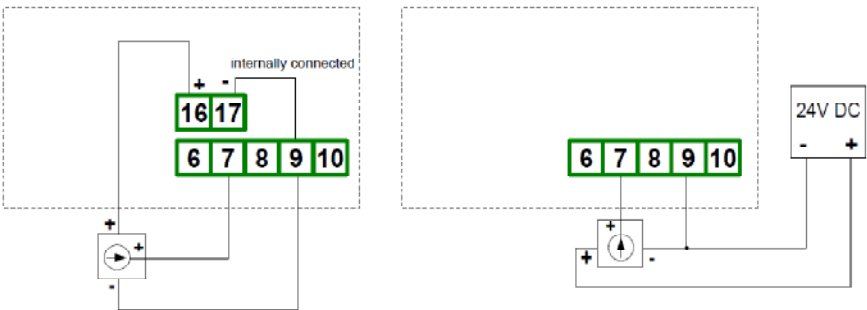 internally connected
+ -
16 17
6 7 8 9 10
+
+
-
24V DC
- +
6 7 8 9 10
+
+ -